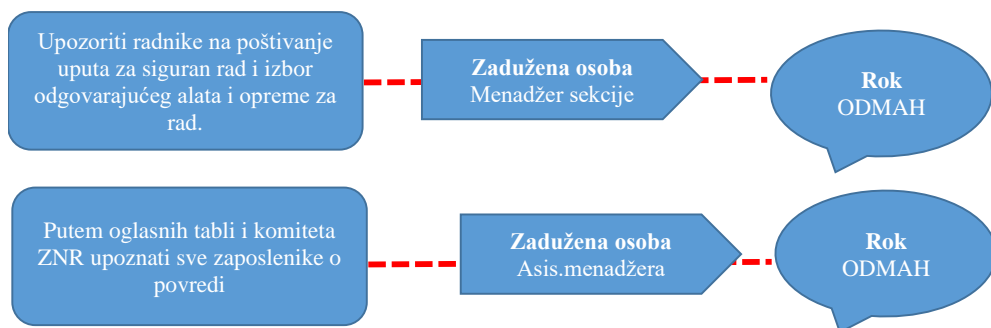 Upozoriti radnike na poštivanje
uputa za siguran rad i izbor
odgovarajućeg alata i opreme za
rad.
Zadužena osoba
Menadžer sekcije
Rok
ODMAH
Putem oglasnih tabli i komiteta
ZNR upoznati sve zaposlenike o
povredi
Zadužena osoba
Asis.menadžera
Rok
ODMAH